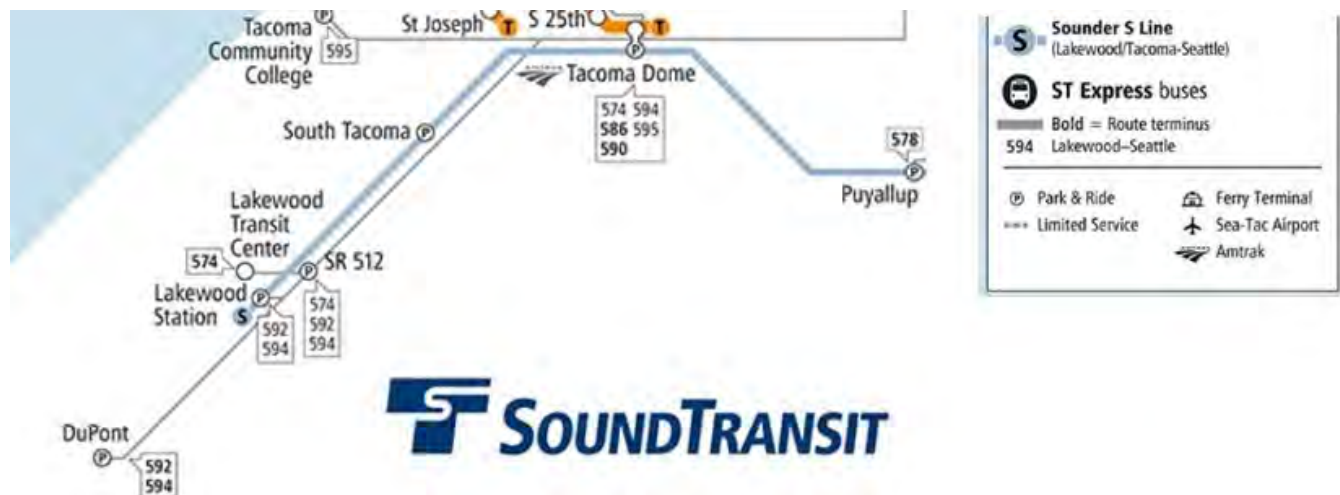 Tacoma
Community
College
595
St Joseph
T
S 25th
T
P
Tacoma Dome
574 594
586 595
590
South Tacoma P
578
P
Puyallup
Lakewood
Transit
Center
574
P SR 512
574
592
594
Lakewood
Station
P
S
592
594
DuPont
P
592
594
SOUNDTRANSIT
S Sounder S Line
(Lakewood/Tacoma-Seattle)
ST Express buses
Bold = Route terminus
594 Lakewood–Seattle
P Park & Ride
Limited Service
Ferry Terminal
Sea-Tac Airport
Amtrak